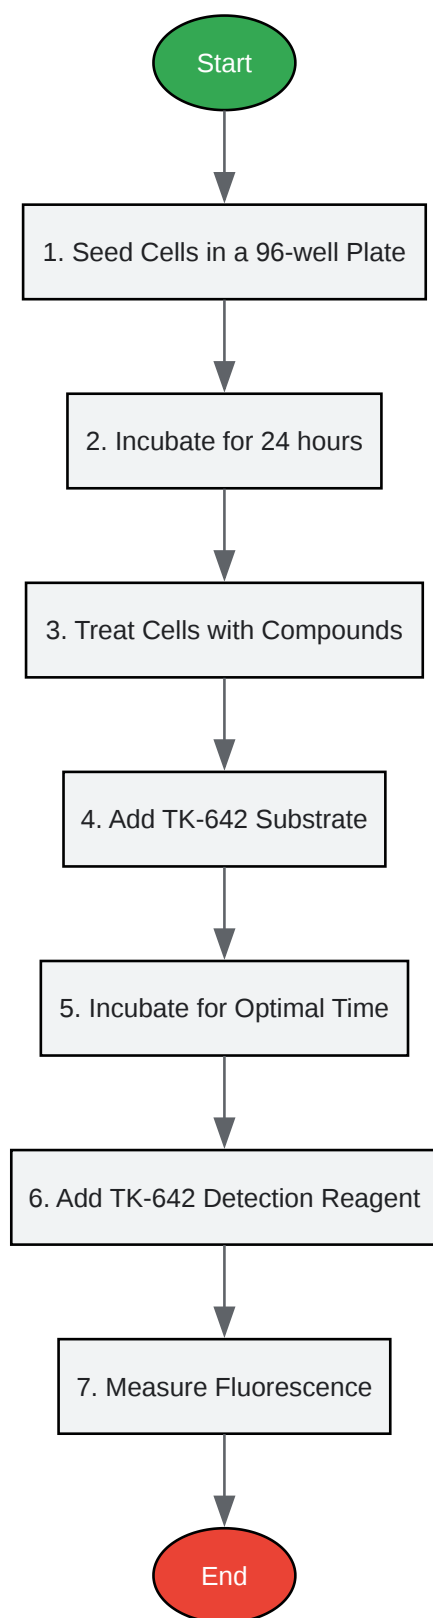 Start
1. Seed Cells in a 96-well Plate
2. Incubate for 24 hours
3. Treat Cells with Compounds
4. Add TK-642 Substrate
5. Incubate for Optimal Time
6. Add TK-642 Detection Reagent
7. Measure Fluorescence
End